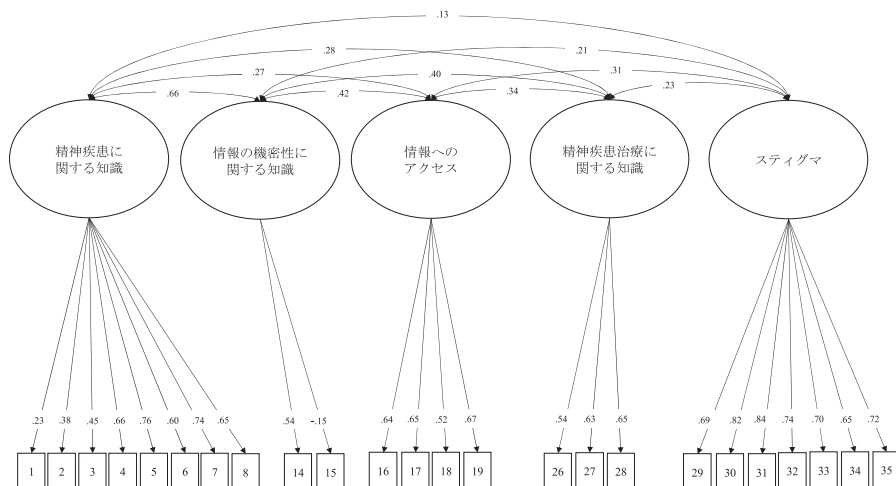 .13
.28
.21
.27
.40
.31
.66
.42
.34
.23
精神疾患に
関する知識
情報の機密性に
関する知識
情報への
アクセス
精神疾患治療に
関する知識
スティグマ
.23 .38 .45 .66 .76 .60 .74 .65 .54 -.15 .64 .65 .52 .67 .54 .63 .65 .69 .82 .84 .74 .70 .65 .72
1 2 3 4 5 6 7 8 14 15 16 17 18 19 26 27 28 29 30 31 32 33 34 35